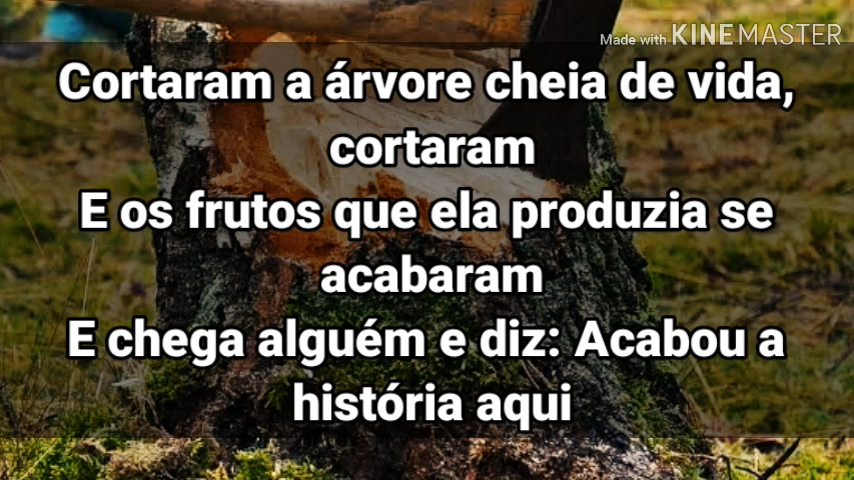 Made with KINEMASTER
Cortaram a árvore cheia de vida,
cortaram
E os frutos que ela produzia se
acabaram
E chega alguém e diz: Acabou a
história aqui